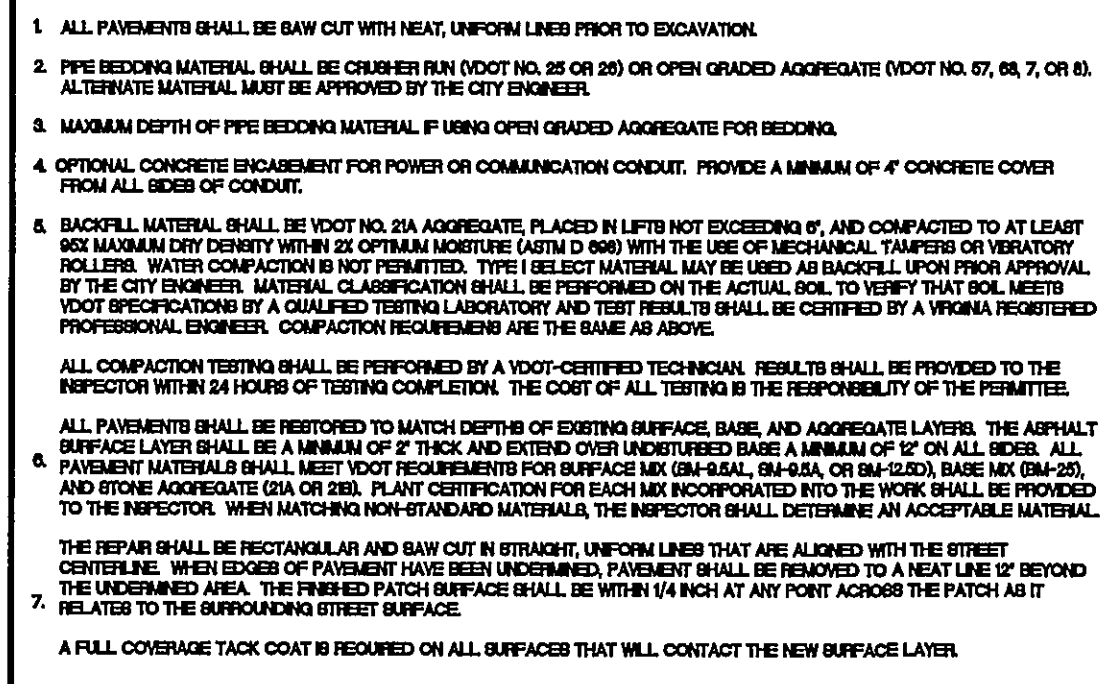 1. ALL PAVEMENTS SHALL BE SAW CUT WITH NEAT, UNIFORM LINES PRIOR TO EXCAVATION.
2. PIPE BEDDING MATERIAL SHALL BE CRUSHER RUN (VDOT NO. 25 OR 26) OR OPEN GRADED AGGREGATE (VDOT NO. 57, 68, 7, OR 8).
ALTERNATE MATERIAL MUST BE APPROVED BY THE CITY ENGINEER.
3. MAXIMUM DEPTH OF PIPE BEDDING MATERIAL IF USING OPEN GRADED AGGREGATE FOR BEDDING.
4. OPTIONAL CONCRETE ENCASEMENT FOR POWER OR COMMUNICATION CONDUIT. PROVIDE A MINIMUM OF 4" CONCRETE COVER
FROM ALL SIDES OF CONDUIT.
5. BACKFILL MATERIAL SHALL BE VDOT NO. 21A AGGREGATE, PLACED IN LIFTS NOT EXCEEDING 6", AND COMPACTED TO AT LEAST
95% MAXIMUM DRY DENSITY WITHIN 2% OPTIMUM MOISTURE (ASTM D 698) WITH THE USE OF MECHANICAL TAMPERS OR VIBRATORY
ROLLERS. WATER COMPACTION IS NOT PERMITTED. TYPE I SELECT MATERIAL MAY BE USED AS BACKFILL UPON PRIOR APPROVAL
BY THE CITY ENGINEER. MATERIAL CLASSIFICATION SHALL BE PERFORMED ON THE ACTUAL SOIL TO VERIFY THAT SOIL MEETS
VDOT SPECIFICATIONS BY A QUALIFIED TESTING LABORATORY AND TEST RESULTS SHALL BE CERTIFIED BY A VIRGINIA REGISTERED
PROFESSIONAL ENGINEER. COMPACTION REQUIREMENS ARE THE SAME AS ABOVE.
ALL COMPACTION TESTING SHALL BE PERFORMED BY A VDOT-CERTIFIED TECHNICIAN. RESULTS SHALL BE PROVIDED TO THE
INSPECTOR WITHIN 24 HOURS OF TESTING COMPLETION. THE COST OF ALL TESTING IS THE RESPONSIBILITY OF THE PERMITTEE.
ALL PAVEMENTS SHALL BE RESTORED TO MATCH DEPTHS OF EXISTING SURFACE, BASE, AND AGGREGATE LAYERS. THE ASPHALT
SURFACE LAYER SHALL BE A MINIMUM OF 2" THICK AND EXTEND OVER UNDISTURBED BASE A MINIMUM OF 12" ON ALL SIDES. ALL
6. PAVEMENT MATERIALS SHALL MEET VDOT REQUIREMENTS FOR SURFACE MIX (SM-9.5AL, SM-9.5A, OR SM-12.5D), BASE MIX (BM-25),
AND STONE AGGREGATE (21A OR 21B). PLANT CERTIFICATION FOR EACH MIX INCORPORATED INTO THE WORK SHALL BE PROVIDED
TO THE INSPECTOR. WHEN MATCHING NON-STANDARD MATERIALS, THE INSPECTOR SHALL DETERMINE AN ACCEPTABLE MATERIAL.
THE REPAIR SHALL BE RECTANGULAR AND SAW CUT IN STRAIGHT, UNIFORM LINES THAT ARE ALIGNED WITH THE STREET
CENTERLINE. WHEN EDGES OF PAVEMENT HAVE BEEN UNDERMINED, PAVEMENT SHALL BE REMOVED TO A NEAT LINE 12" BEYOND
THE UNDERMINED AREA. THE FINISHED PATCH SURFACE SHALL BE WITHIN 1/4 INCH AT ANY POINT ACROSS THE PATCH AS IT
7. RELATES TO THE SURROUNDING STREET SURFACE.
A FULL COVERAGE TACK COAT IS REQUIRED ON ALL SURFACES THAT WILL CONTACT THE NEW SURFACE LAYER.